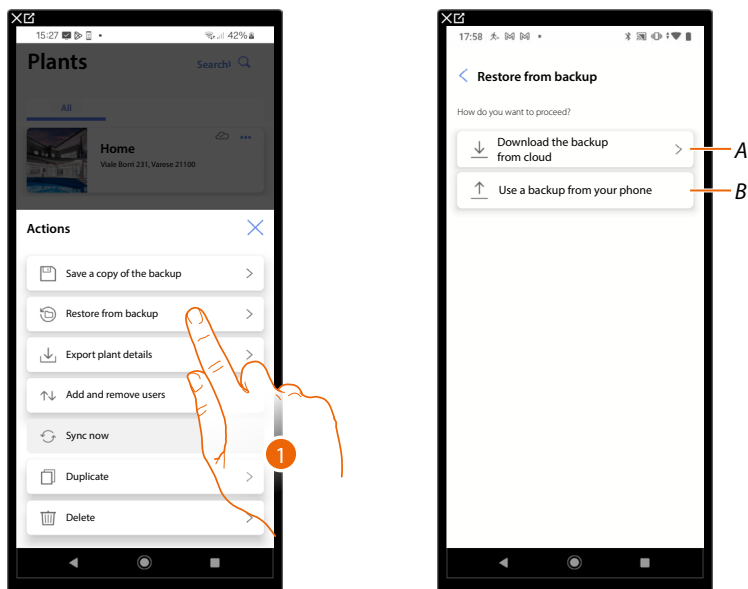 15:27
42%
Plants
Search
All
Home
Viale Borri 231, Varese 21100
Actions
Save a copy of the backup
Restore from backup
Export plant details
Add and remove users
Sync now
Duplicate
Delete
1
17:58
Restore from backup
How do you want to proceed?
Download the backup
from cloud
A
Use a backup from your phone
B